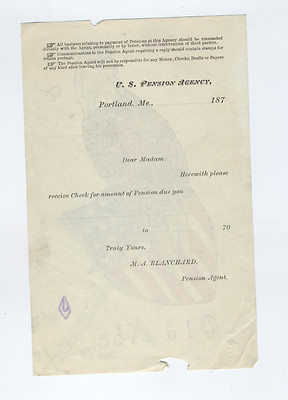 ☞ All business relating to payment of Pensions at this Agency should be transacted
directly with the Agent, personally or by letter, without intervention of third parties.
☞ Communications to the Pension Agent requiring a reply should contain stamps for
return postage.
☞ The Pension Agent will not be responsible for any Money, Checks, Drafts or Papers
of any kind after leaving his possession.
U. S. PENSION AGENCY,
Portland, Me., 187
Dear Madam:
Herewith please
receive Check for amount of Pension due you
to 70
Truly Yours,
M. A. BLANCHARD,
Pension Agent.